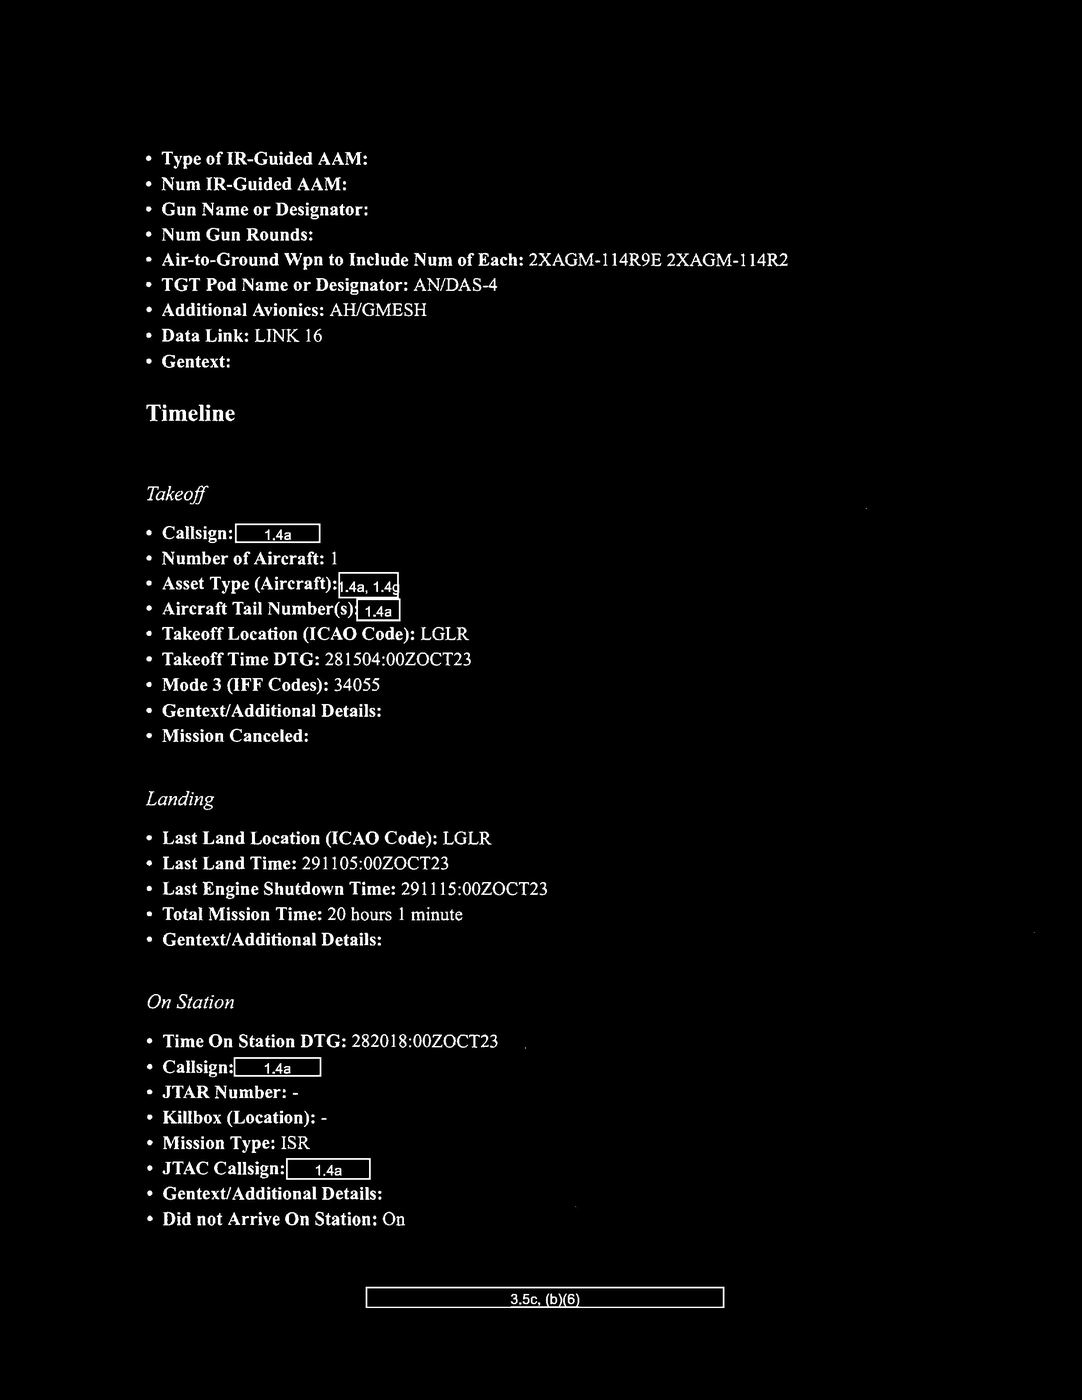 • Type of IR-Guided AAM:
• Num IR-Guided AAM:
• Gun Name or Designator:
• Num Gun Rounds:
• Air-to-Ground Wpn to Include Num of Each: 2XAGM-114R9E 2XAGM-114R2
• TGT Pod Name or Designator: AN/DAS-4
• Additional Avionics: AH/GMESH
• Data Link: LINK 16
• Gentext:
Timeline
Takeoff
• Callsign: 1.4a
• Number of Aircraft: 1
• Asset Type (Aircraft): 1.4a, 1.4g
• Aircraft Tail Number(s): 1.4a
• Takeoff Location (ICAO Code): LGLR
• Takeoff Time DTG: 281504:00ZOCT23
• Mode 3 (IFF Codes): 34055
• Gentext/Additional Details:
• Mission Canceled:
Landing
• Last Land Location (ICAO Code): LGLR
• Last Land Time: 291105:00ZOCT23
• Last Engine Shutdown Time: 291115:00ZOCT23
• Total Mission Time: 20 hours 1 minute
• Gentext/Additional Details:
On Station
• Time On Station DTG: 282018:00ZOCT23
• Callsign: 1.4a
• JTAR Number: -
• Killbox (Location): -
• Mission Type: ISR
• JTAC Callsign: 1.4a
• Gentext/Additional Details:
• Did not Arrive On Station: On
3.5c, (b)(6)